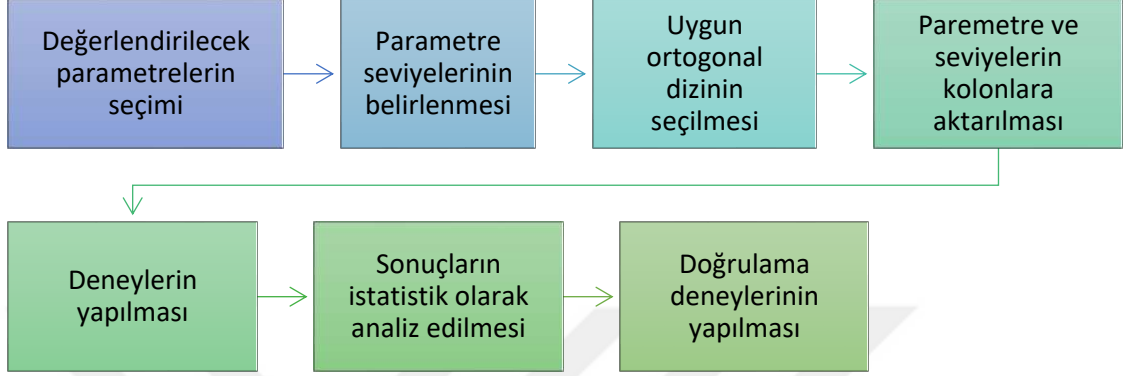 Değerlendirilecek
parametrelerin
seçimi
Parametre
seviyelerinin
belirlenmesi
Uygun
ortogonal
dizinin
seçilmesi
Paremetre ve
seviyelerin
kolonlara
aktarılması
Deneylerin
yapılması
Sonuçların
istatistik olarak
analiz edilmesi
Doğrulama
deneylerinin
yapılması